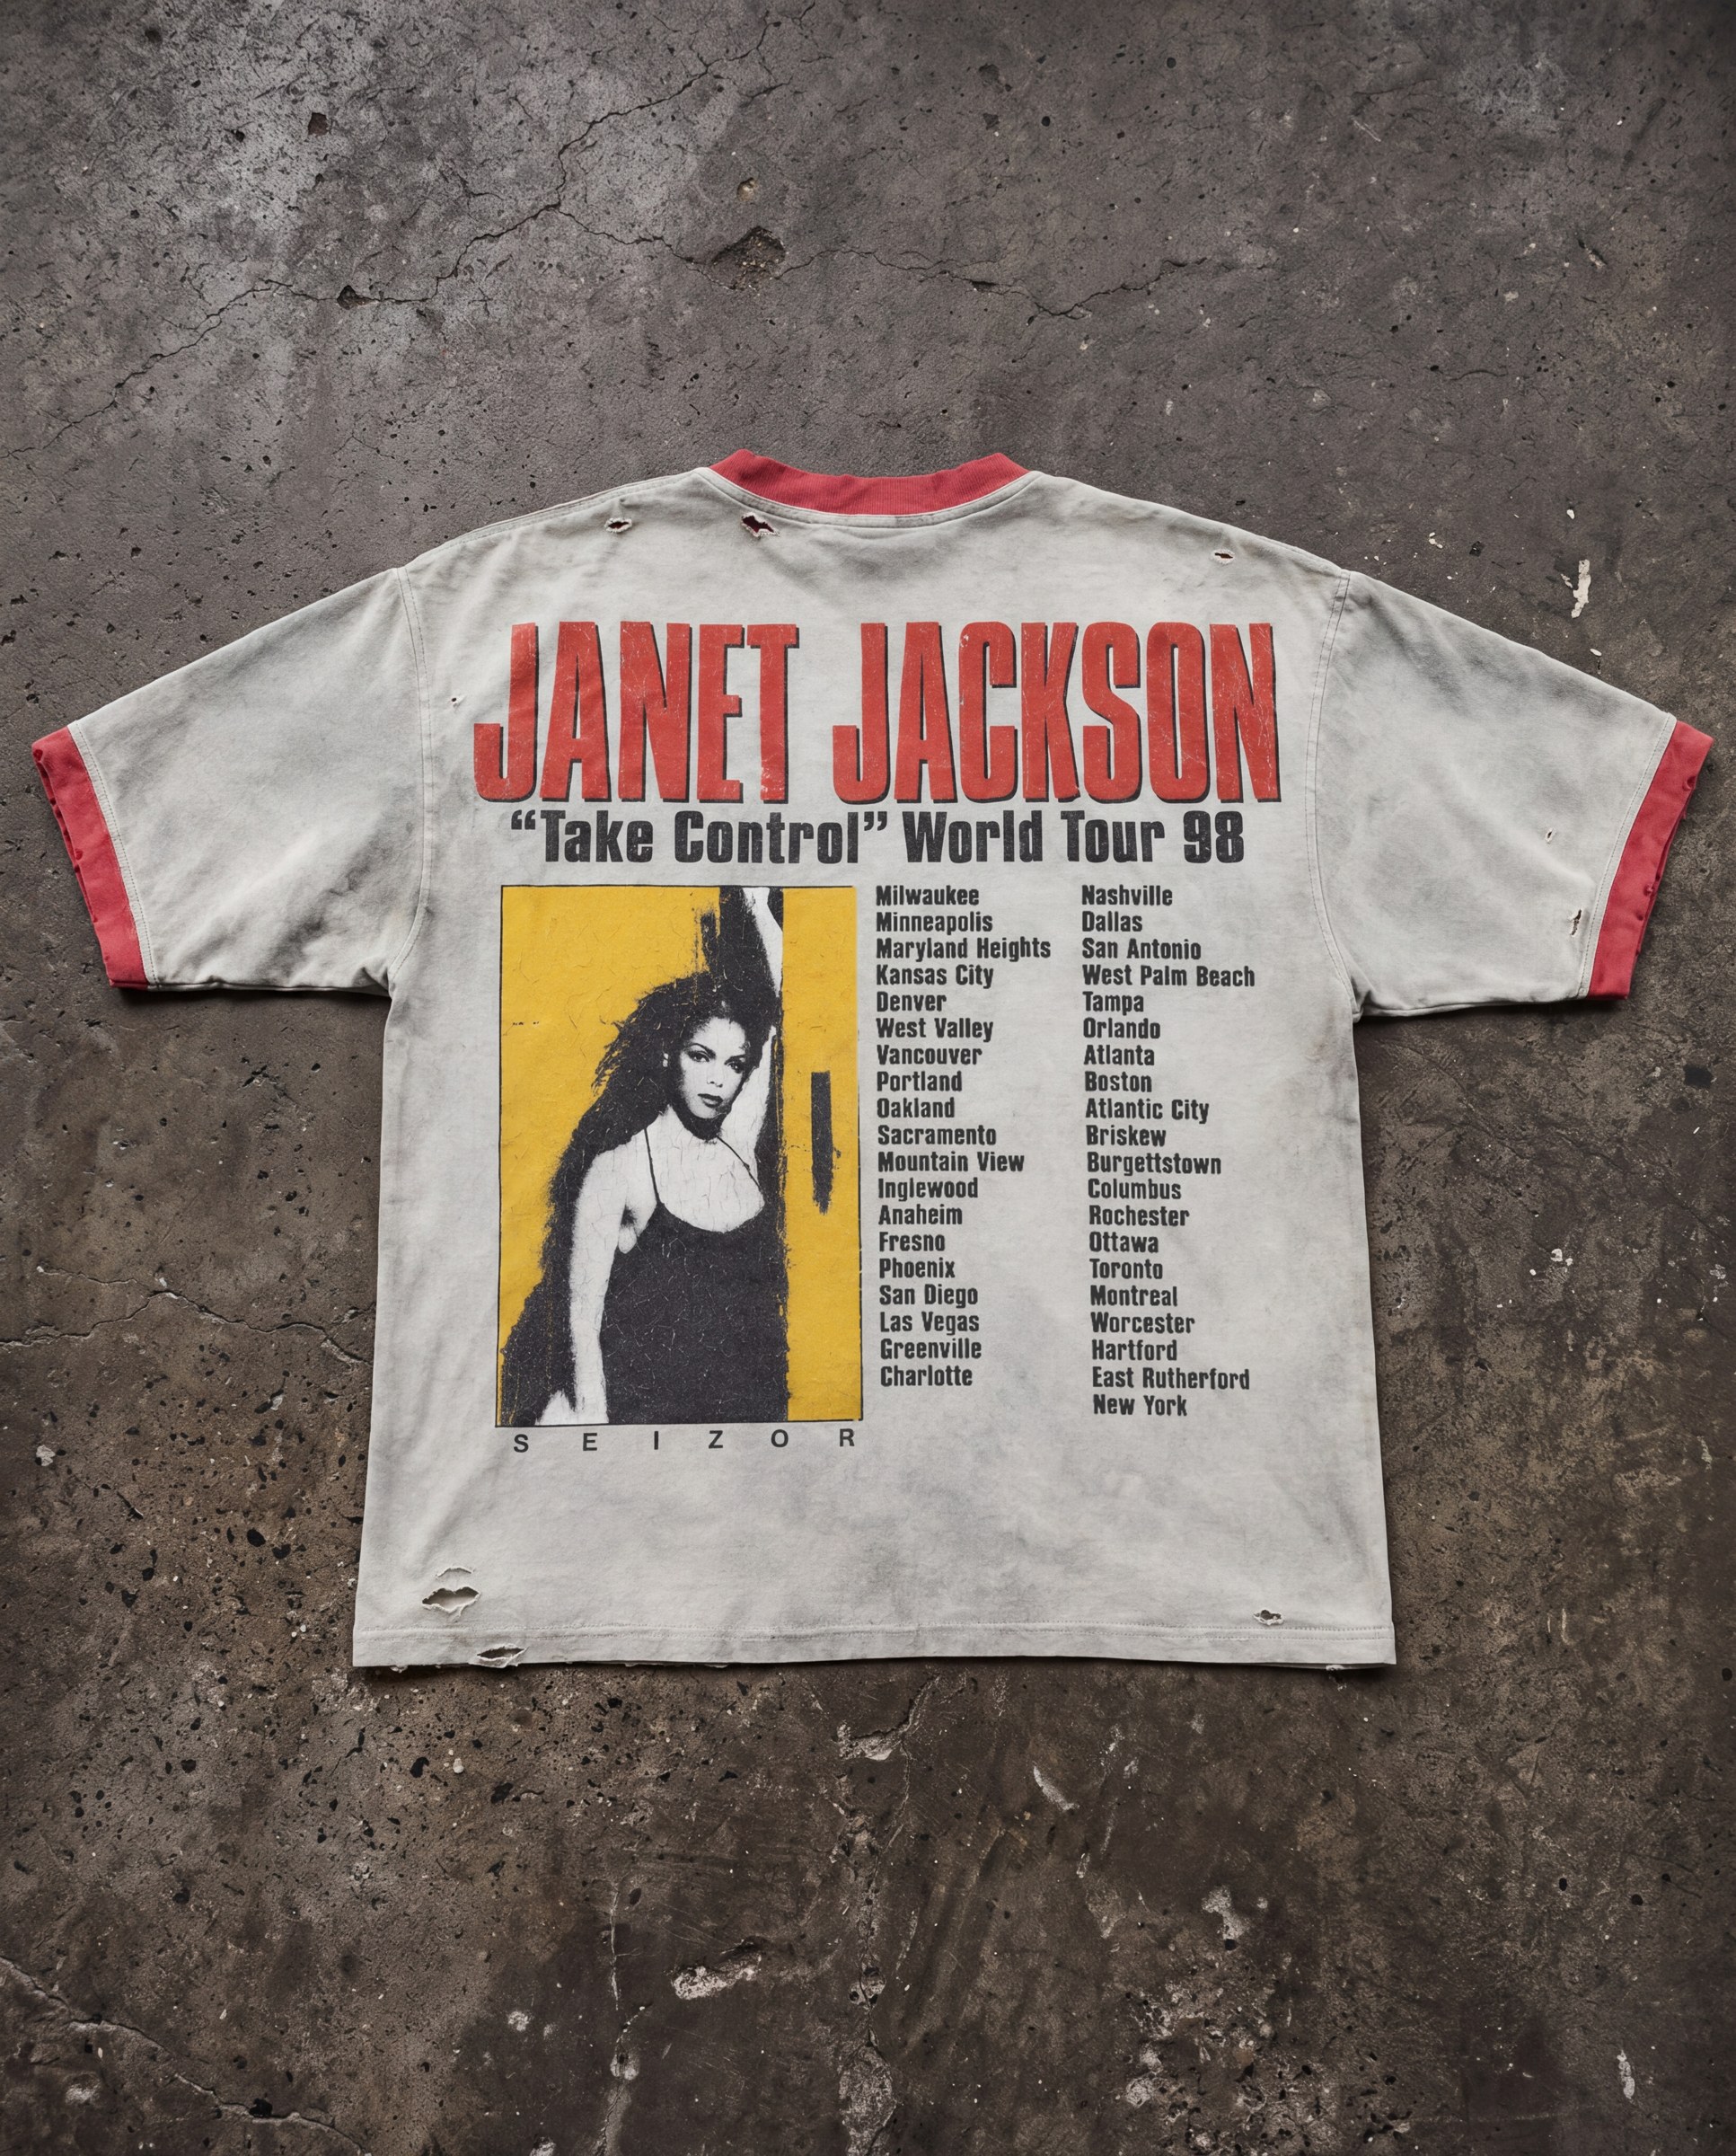 JANET JACKSON
“Take Control” World Tour 98
Milwaukee
Minneapolis
Maryland Heights
Kansas City
Denver
West Valley
Vancouver
Portland
Oakland
Sacramento
Mountain View
Inglewood
Anaheim
Fresno
Phoenix
San Diego
Las Vegas
Greenville
Charlotte
Nashville
Dallas
San Antonio
West Palm Beach
Tampa
Orlando
Atlanta
Boston
Atlantic City
Briskew
Burgettstown
Columbus
Rochester
Ottawa
Toronto
Montreal
Worcester
Hartford
East Rutherford
New York
SEIZOR